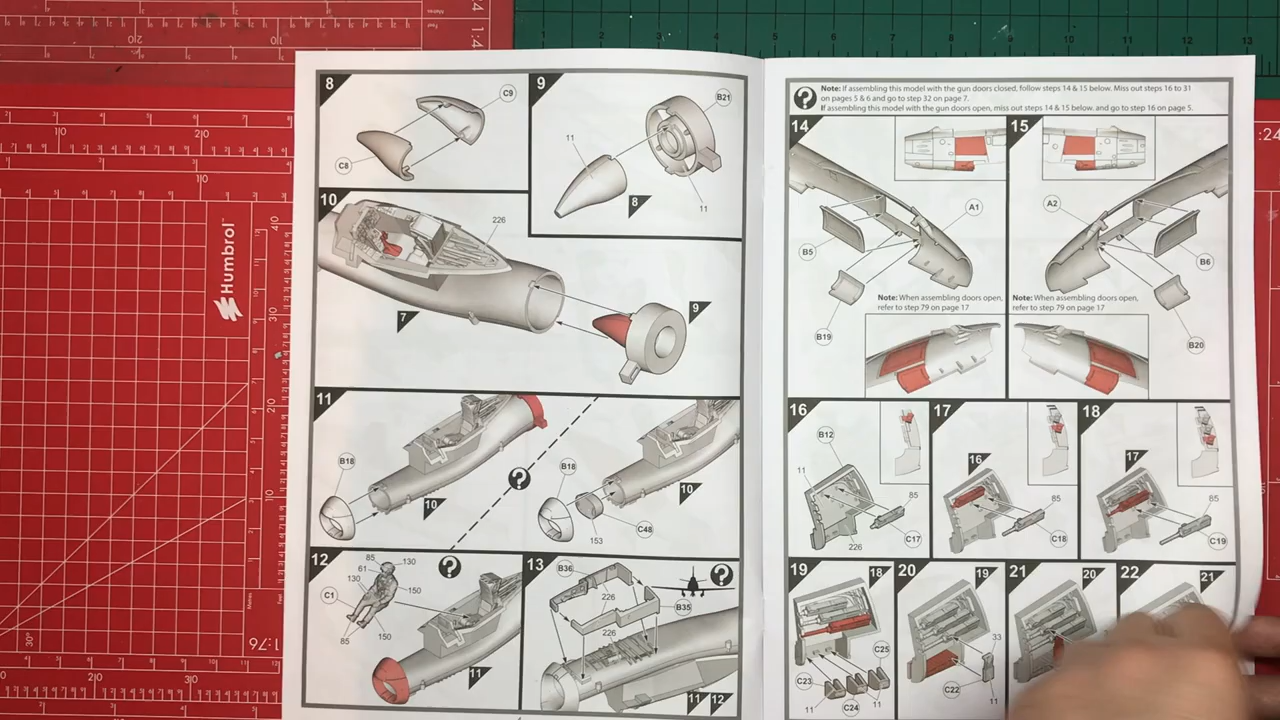 8
C9
C8
9
B21
11
8
11
10
226
7
9
11
B18
10
B18
10
153
C48
12
85
130
61
130
150
C1
85
150
11
13
B36
226
B35
226
11
12
Note: If assembling this model with the gun doors closed, follow steps 14 & 15 below. Miss out steps 16 to 31
on pages 5 & 6 and go to step 32 on page 7.
If assembling this model with the gun doors open, miss out steps 14 & 15 below. and go to step 16 on page 5.
14
A1
B5
B19
Note: When assembling doors open,
refer to step 79 on page 17
15
A2
B6
B20
Note: When assembling doors open,
refer to step 79 on page 17
16
B12
11
85
C17
226
17
16
85
C18
18
17
85
C19
19
18
C25
C23
C24
11
11
20
19
33
C22
11
21
20
22
21
Humbrol
1:76
1:24